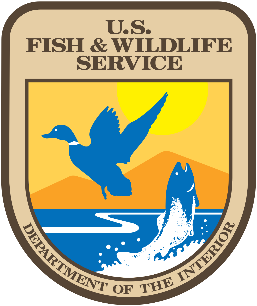 U.S.
FISH & WILDLIFE
SERVICE
DEPARTMENT OF THE INTERIOR